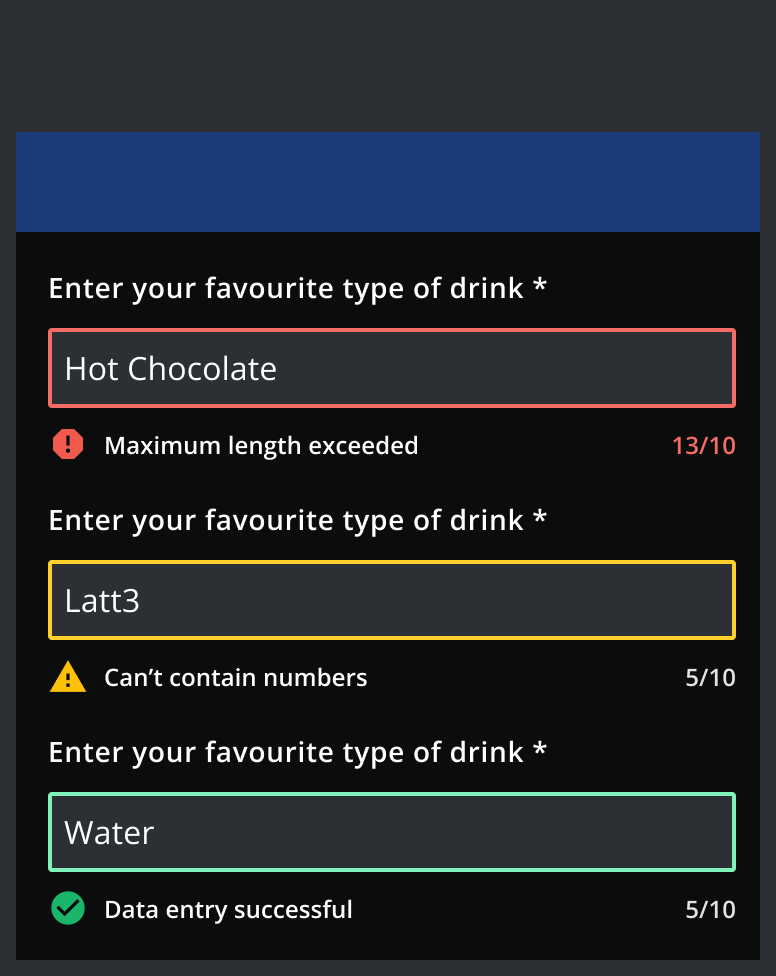 Enter your favourite type of drink *
Hot Chocolate
Maximum length exceeded 13/10
Enter your favourite type of drink *
Latt3
Can’t contain numbers 5/10
Enter your favourite type of drink *
Water
Data entry successful 5/10